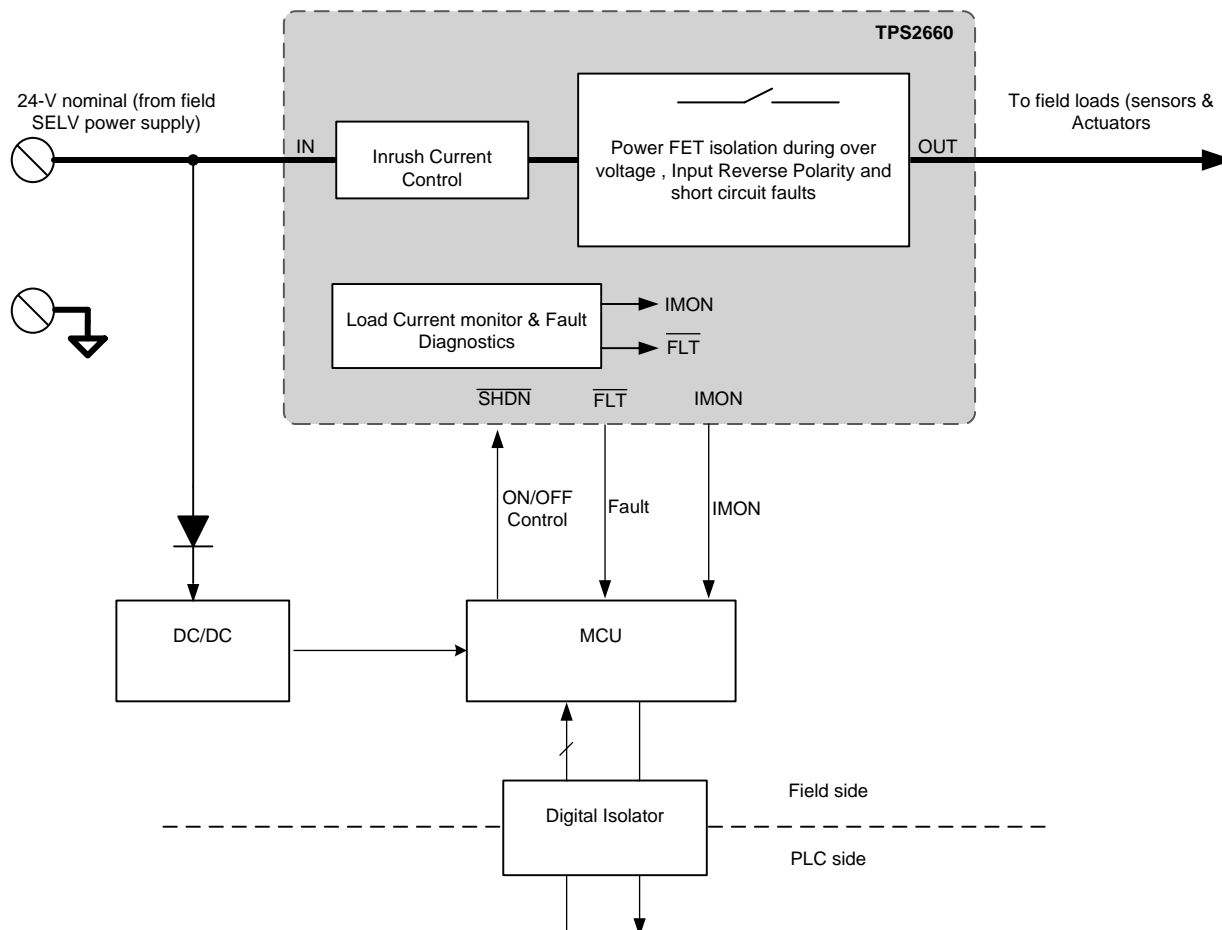 TPS2660
24-V nominal (from field
SELV power supply)
To field loads (sensors &
Actuators
IN
Inrush Current
Control
Power FET isolation during over
voltage , Input Reverse Polarity and
short circuit faults
OUT
Load Current monitor & Fault
Diagnostics
IMON
FLT
SHDN
FLT
IMON
ON/OFF
Control
Fault
IMON
DC/DC
MCU
Digital Isolator
Field side
PLC side